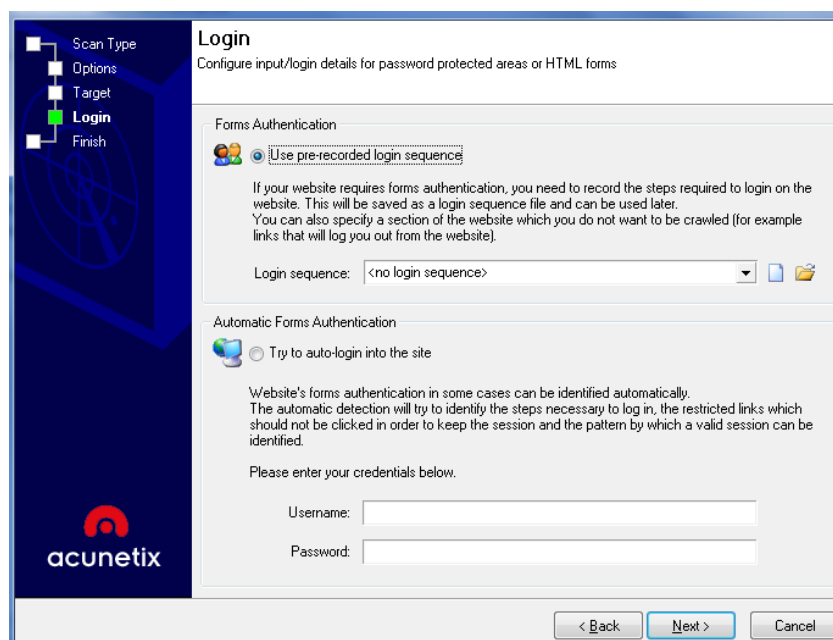 Scan Type
Options
Target
Login
Finish
Login
Configure input/login details for password protected areas or HTML forms
Forms Authentication
Use pre-recorded login sequence
If your website requires forms authentication, you need to record the steps required to login on the
website. This will be saved as a login sequence file and can be used later.
You can also specify a section of the website which you do not want to be crawled (for example
links that will log you out from the website).
Login sequence: <no login sequence>
Automatic Forms Authentication
Try to auto-login into the site
Website's forms authentication in some cases can be identified automatically.
The automatic detection will try to identify the steps necessary to log in, the restricted links which
should not be clicked in order to keep the session and the pattern by which a valid session can be
identified.
Please enter your credentials below.
Username:
Password:
acunetix
< Back Next > Cancel